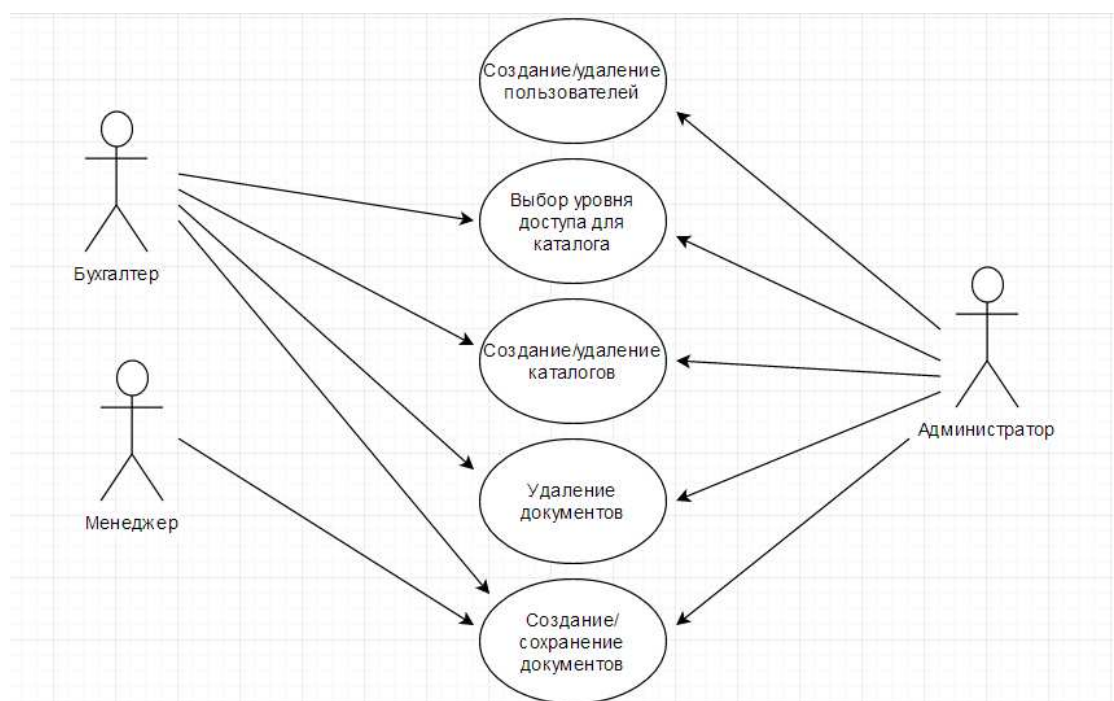 Создание/удаление
пользователей
Выбор уровня
доступа для
каталога
Бухгалтер
Создание/удаление
каталогов
Администратор
Менеджер
Удаление
документов
Создание/
сохранение
документов